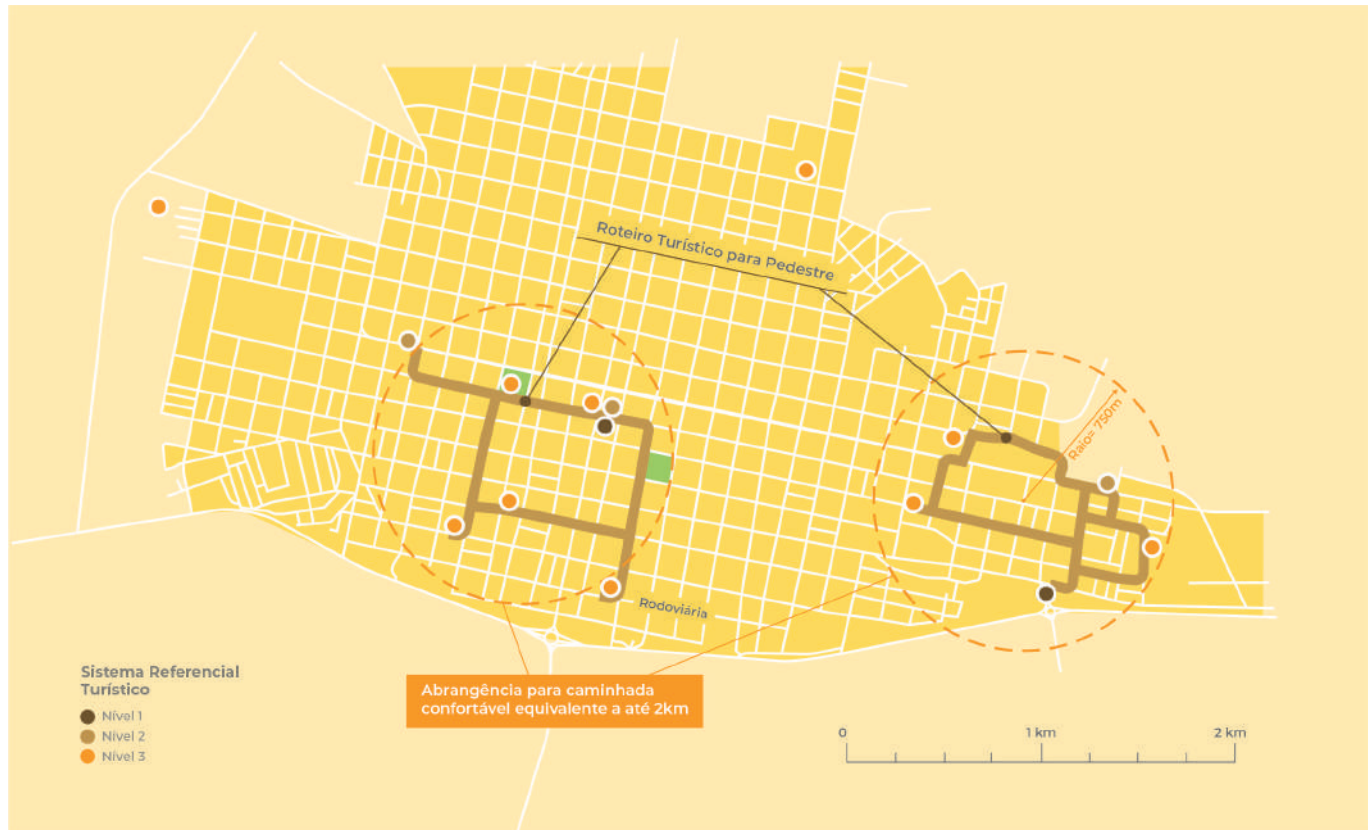 Roteiro Turístico para Pedestre
Raio= 750m
Rodoviária
Abrangência para caminhada
confortável equivalente a até 2km
Sistema Referencial
Turístico
Nível 1
Nível 2
Nível 3
0 1 km 2 km